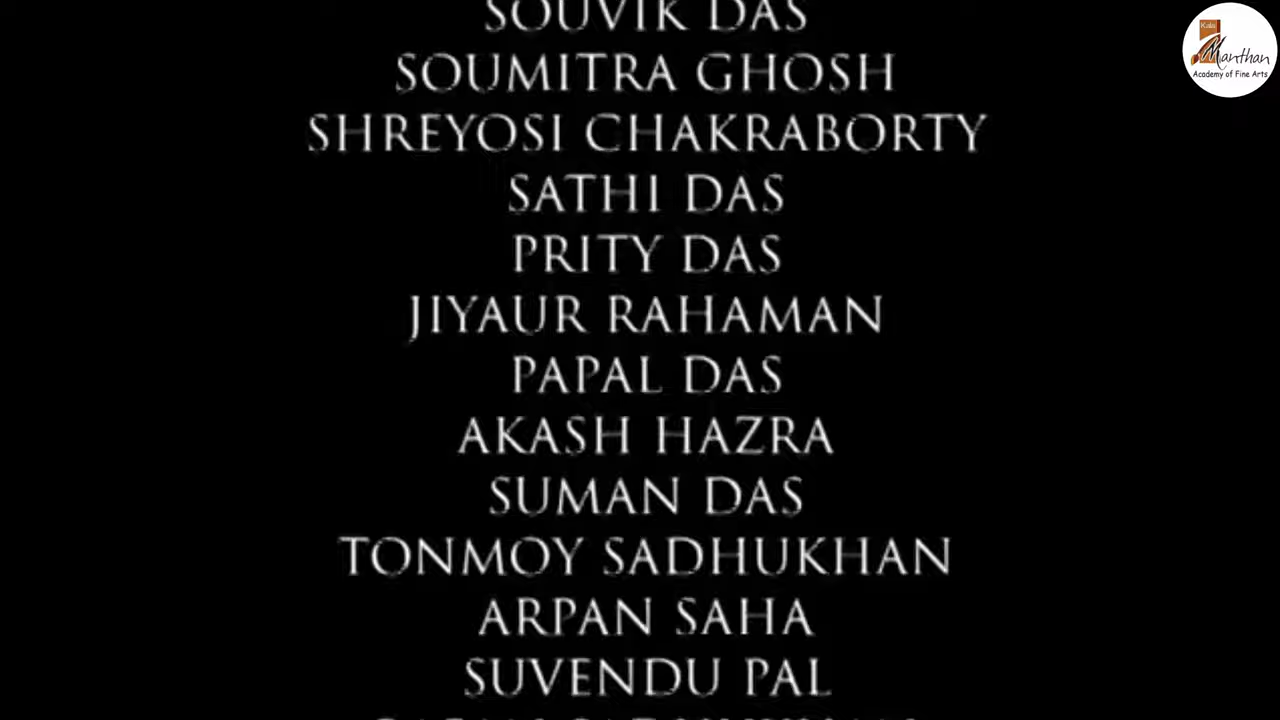 SOUVIK DAS
SOUMITRA GHOSH
SHREYOSI CHAKRABORTY
SATHI DAS
PRITY DAS
JIYAUR RAHAMAN
PAPAL DAS
AKASH HAZRA
SUMAN DAS
TONMOY SADHUKHAN
ARPAN SAHA
SUVENDU PAL
Kala
Manthan
Academy of Fine Arts